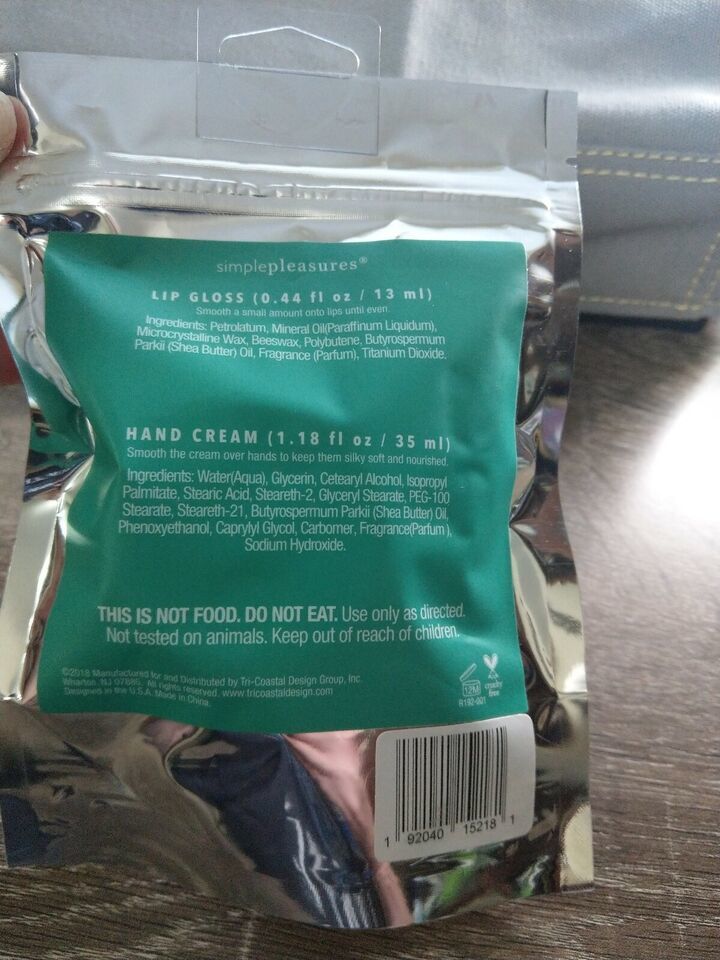 simplepleasures®
LIP GLOSS (0.44 fl oz / 13 ml)
Smooth a small amount onto lips until even.
Ingredients: Petrolatum, Mineral Oil(Paraffinum Liquidum),
Microcrystalline Wax, Beeswax, Polybutene, Butyrospermum
Parkii (Shea Butter) Oil, Fragrance (Parfum), Titanium Dioxide.
HAND CREAM (1.18 fl oz / 35 ml)
Smooth the cream over hands to keep them silky soft and nourished.
Ingredients: Water(Aqua), Glycerin, Cetearyl Alcohol, Isopropyl
Palmitate, Stearic Acid, Steareth-2, Glyceryl Stearate, PEG-100
Stearate, Steareth-21, Butyrospermum Parkii (Shea Butter) Oil,
Phenoxyethanol, Caprylyl Glycol, Carbomer, Fragrance(Parfum ),
Sodium Hydroxide.
THIS IS NOT FOOD. DO NOT EAT. Use only as directed.
Not tested on animals. Keep out of reach of children.
©2018 Manufactured for and Distributed by Tri-Coastal Design Group, Inc.
Wharton, NJ 07885. All rights reserved. www.tricoastaldesign.com
Designed in the U.S.A. Made in China.
12M
cruelty
free
R192-001
1 92040 15218 1